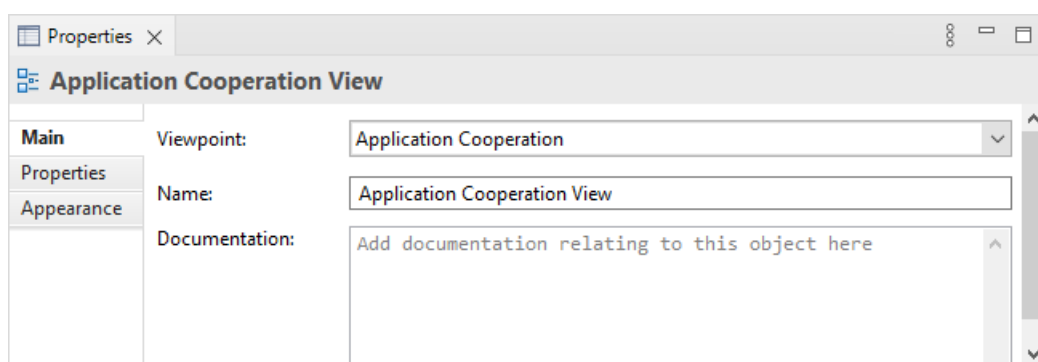 Properties
Application Cooperation View
Main
Properties
Appearance
Viewpoint: Application Cooperation
Name: Application Cooperation View
Documentation: Add documentation relating to this object here